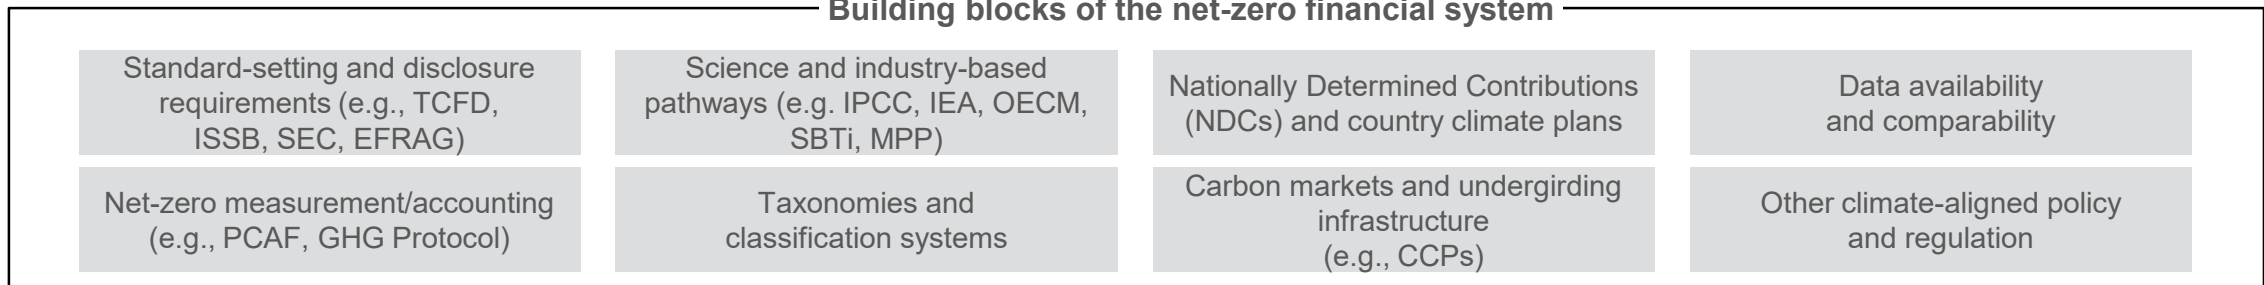 Building blocks of the net-zero financial system
Standard-setting and disclosure
requirements (e.g., TCFD,
ISSB, SEC, EFRAG)
Science and industry-based
pathways (e.g. IPCC, IEA, OECM,
SBTi, MPP)
Nationally Determined Contributions
(NDCs) and country climate plans
Data availability
and comparability
Net-zero measurement/accounting
(e.g., PCAF, GHG Protocol)
Taxonomies and
classification systems
Carbon markets and undergirding
infrastructure
(e.g., CCPs)
Other climate-aligned policy
and regulation